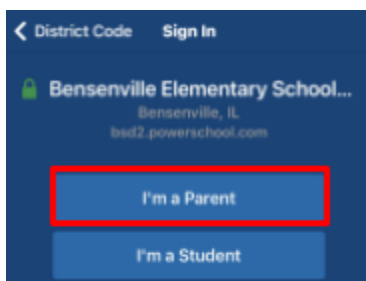 District Code Sign In
Bensenville Elementary School...
Bensenville, IL
bsd2.powerschool.com
I'm a Parent
I'm a Student